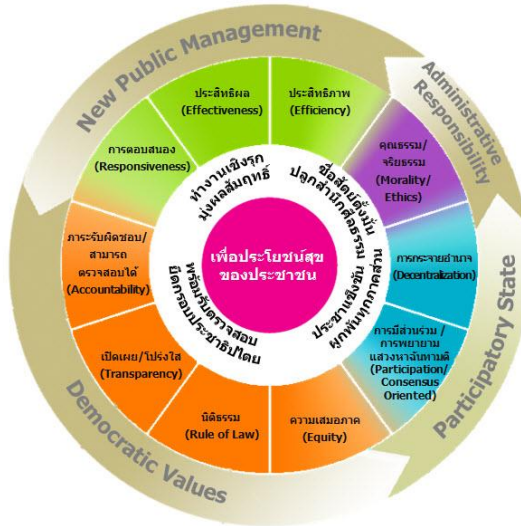 New Public Management
Administrative
Responsibility
Participatory State
Democratic Values
ประสิทธิผล
(Effectiveness)
ประสิทธิภาพ
(Efficiency)
คุณธรรม/
จริยธรรม
(Morality/
Ethics)
การกระจายอำนาจ
(Decentralization)
การมีส่วนร่วม /
การพยายาม
แสวงหาฉันทามติ
(Participation/
Consensus
Oriented)
ความเสมอภาค
(Equity)
นิติธรรม
(Rule of Law)
เปิดเผย/โปร่งใส
(Transparency)
ภาระรับผิดชอบ/
สามารถ
ตรวจสอบได้
(Accountability)
การตอบสนอง
(Responsiveness)
ทำงานเชิงรุก
มุ่งผลสัมฤทธิ์
ซื่อสัตย์ตั้งมั่น
ปลูกสำนึกศีลธรรม
ประชาแข็งขัน
ผูกพันทุกภาคส่วน
พร้อมรับตรวจสอบ
ยึดกรอบประชาธิปไตย
เพื่อประโยชน์สุข
ของประชาชน